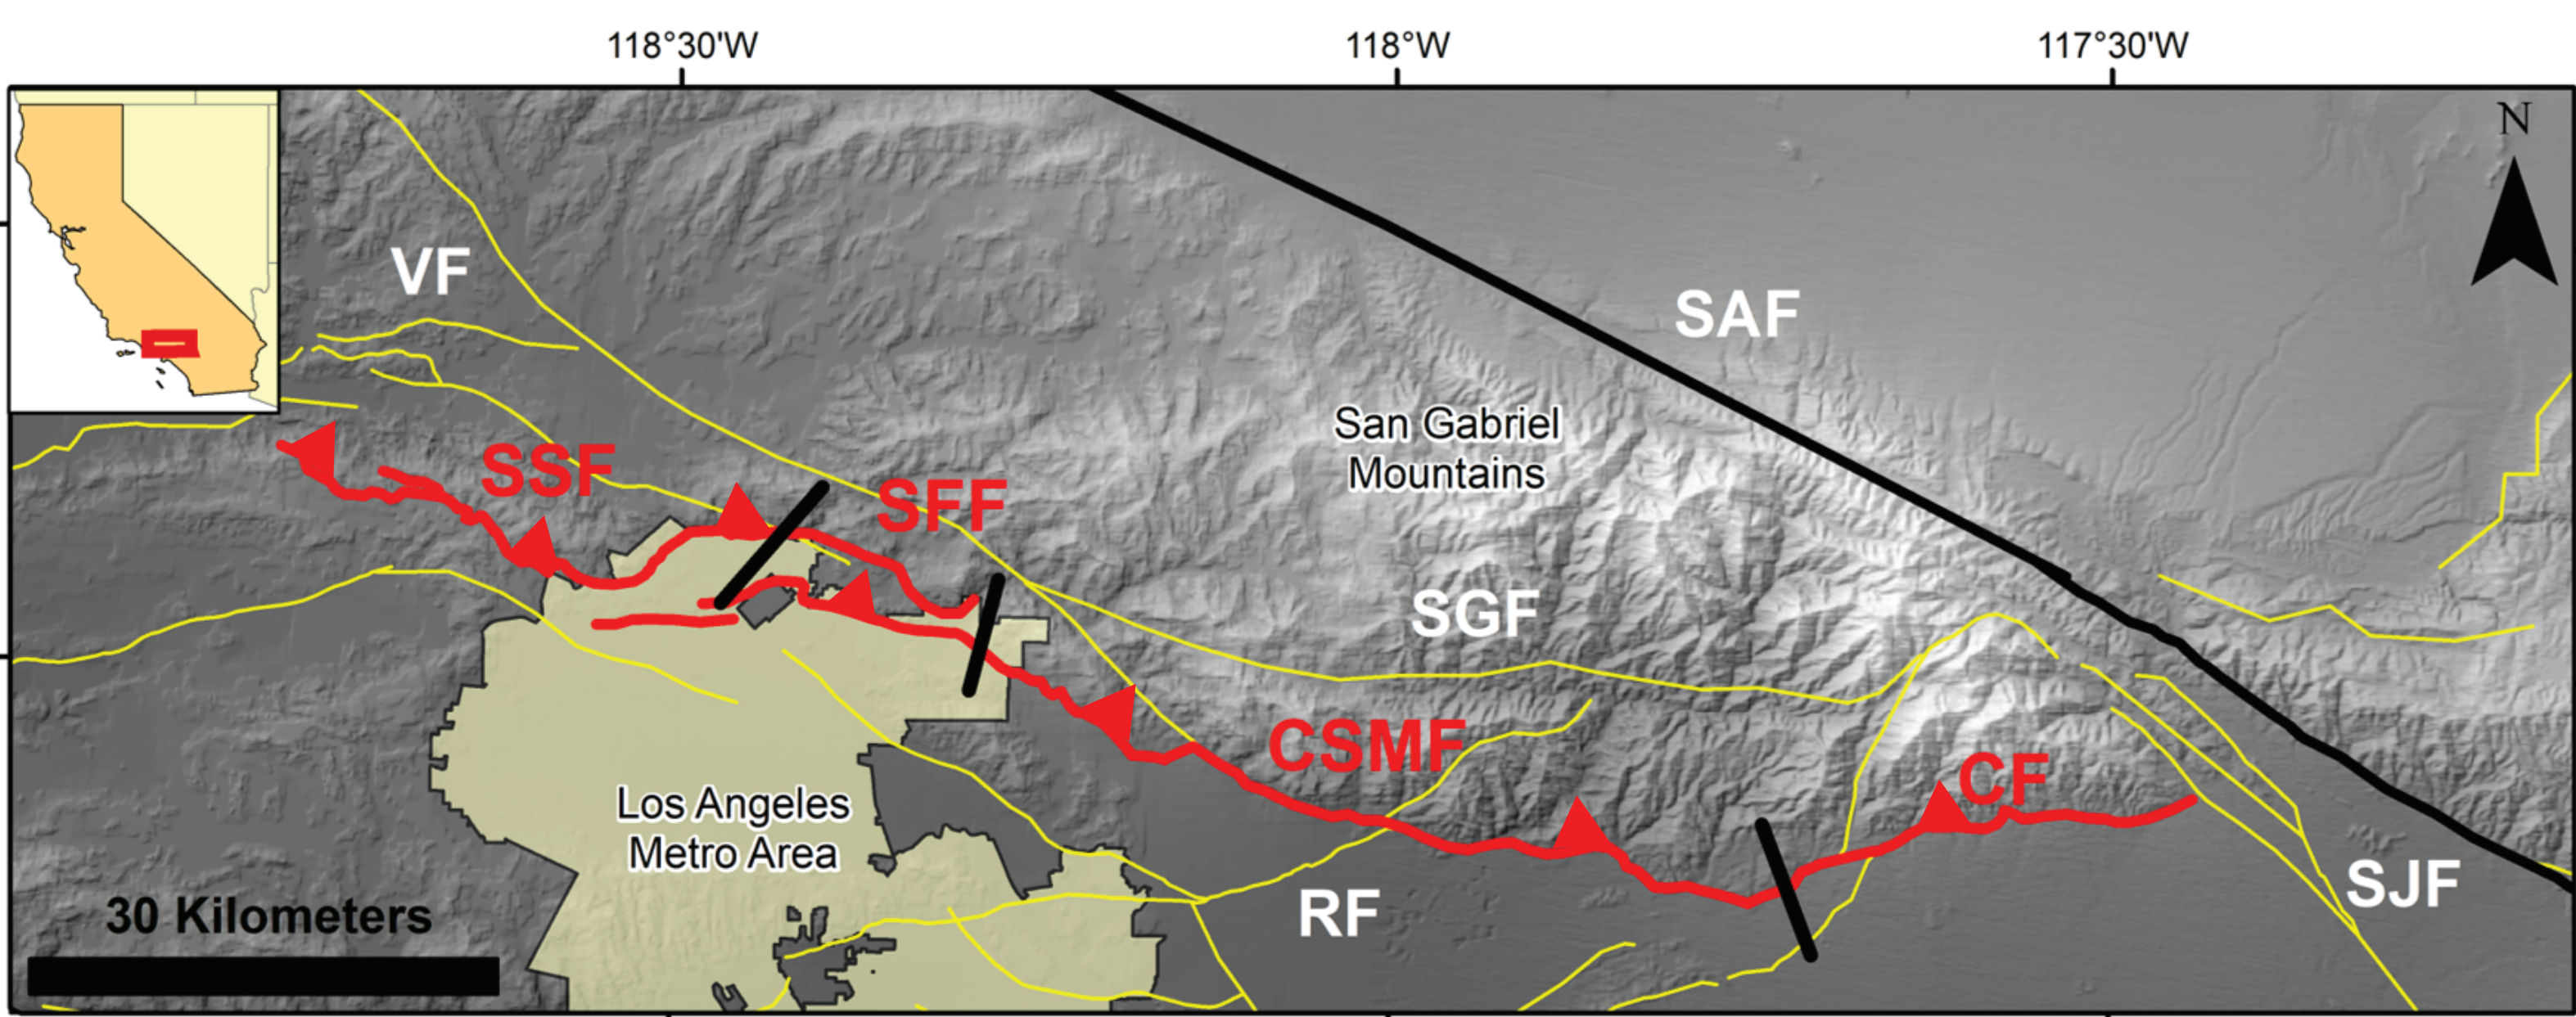 118°30'W
118°W
117°30'W
N
VF
SAF
San Gabriel
Mountains
SSF
SFF
SGF
CSMF
CF
Los Angeles
Metro Area
RF
SJF
30 Kilometers